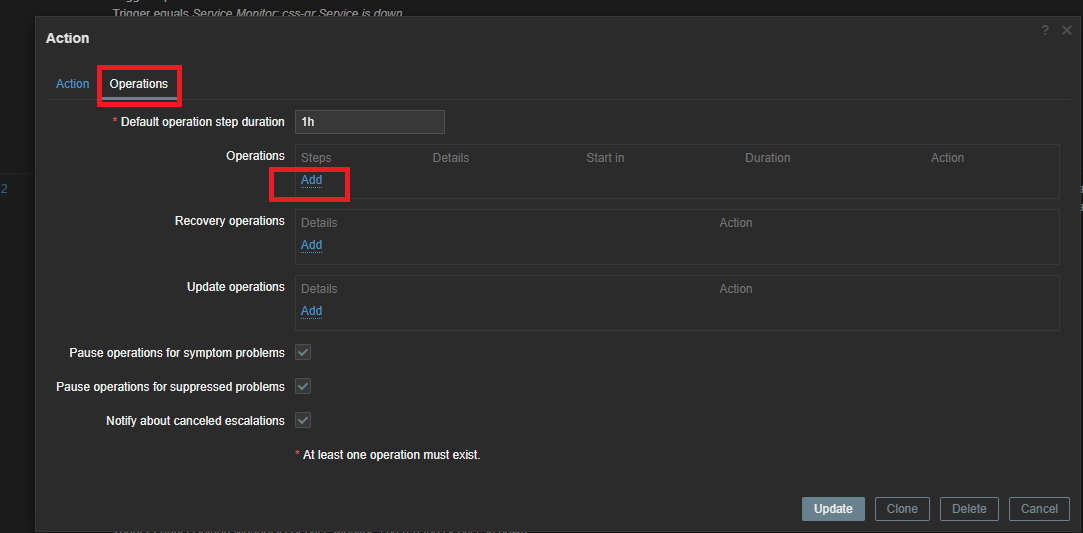 Trigger equals Service Monitor: css-qr Service is down
Action
? ×
Action Operations
* Default operation step duration 1h
Operations Steps Details Start in Duration Action
Add
2
Recovery operations Details Action
Add
Update operations Details Action
Add
Pause operations for symptom problems
Pause operations for suppressed problems
Notify about canceled escalations
* At least one operation must exist.
Update Clone Delete Cancel